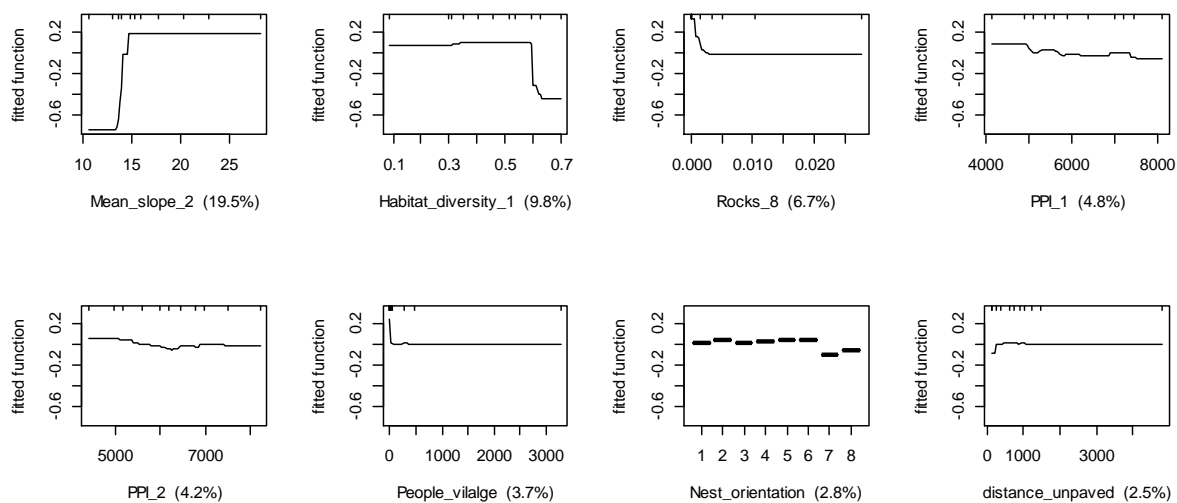 fitted function
-0.6 -0.2 0.2
10 15 20 25
Mean_slope_2 (19.5%)
fitted function
-0.6 -0.2 0.2
0.1 0.3 0.5 0.7
Habitat_diversity_1 (9.8%)
fitted function
-0.6 -0.2 0.2
0.000 0.010 0.020
Rocks_8 (6.7%)
fitted function
-0.6 -0.2 0.2
4000 6000 8000
PPI_1 (4.8%)
fitted function
-0.6 -0.2 0.2
5000 7000
PPI_2 (4.2%)
fitted function
-0.6 -0.2 0.2
0 1000 3000
People_vilalge (3.7%)
fitted function
-0.6 -0.2 0.2
1 2 3 4 5 6 7 8
Nest_orientation (2.8%)
fitted function
-0.6 -0.2 0.2
0 1000 3000
distance_unpaved (2.5%)